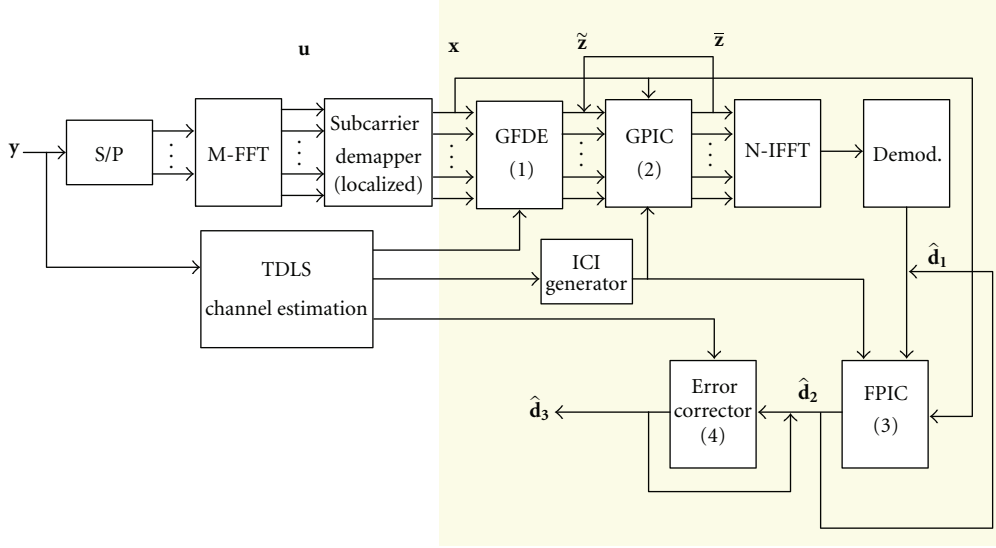 u
x
z̃
z̄
y
S/P
M-FFT
Subcarrier
demapper
(localized)
GFDE
(1)
GPIC
(2)
N-IFFT
Demod.
TDLS
channel estimation
ICI
generator
d̂₁
Error
corrector
(4)
d̂₂
FPIC
(3)
d̂₃